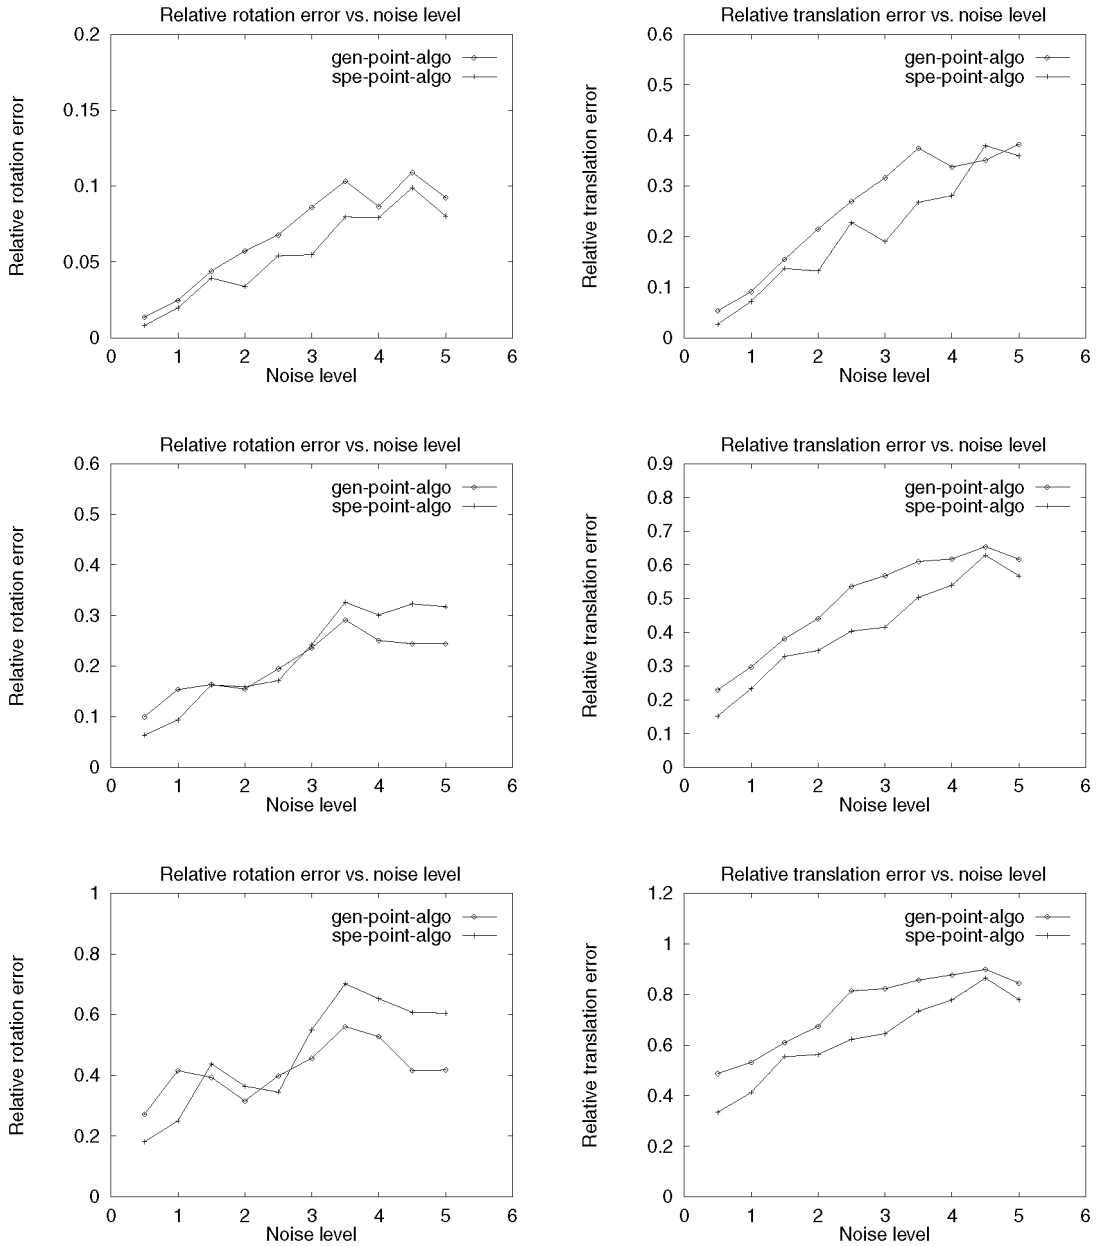 Relative rotation error vs. noise level
0.2
0.15
0.1
0.05
0
0 1 2 3 4 5 6
Relative rotation error
Noise level
gen-point-algo
spe-point-algo
Relative translation error vs. noise level
0.6
0.5
0.4
0.3
0.2
0.1
0
0 1 2 3 4 5 6
Relative translation error
Noise level
gen-point-algo
spe-point-algo
Relative rotation error vs. noise level
0.6
0.5
0.4
0.3
0.2
0.1
0
0 1 2 3 4 5 6
Relative rotation error
Noise level
gen-point-algo
spe-point-algo
Relative translation error vs. noise level
0.9
0.8
0.7
0.6
0.5
0.4
0.3
0.2
0.1
0
0 1 2 3 4 5 6
Relative translation error
Noise level
gen-point-algo
spe-point-algo
Relative rotation error vs. noise level
1
0.8
0.6
0.4
0.2
0
0 1 2 3 4 5 6
Relative rotation error
Noise level
gen-point-algo
spe-point-algo
Relative translation error vs. noise level
1.2
1
0.8
0.6
0.4
0.2
0
0 1 2 3 4 5 6
Relative translation error
Noise level
gen-point-algo
spe-point-algo